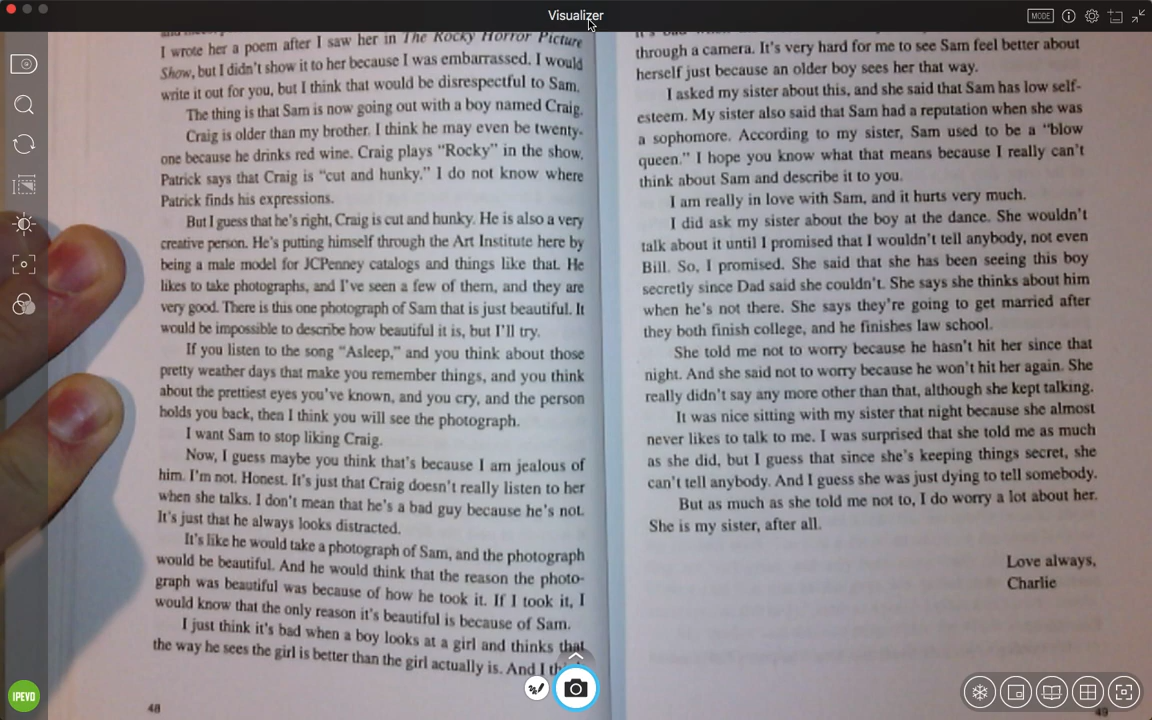 Visualizer
MODE
and
I wrote her a poem after I saw her in The Rocky Horror Picture
Show, but I didn't show it to her because I was embarrassed. I would
write it out for you, but I think that would be disrespectful to Sam.
The thing is that Sam is now going out with a boy named Craig.
Craig is older than my brother. I think he may even be twenty-
one because he drinks red wine. Craig plays "Rocky" in the show.
Patrick says that Craig is "cut and hunky." I do not know where
Patrick finds his expressions.
But I guess that he's right, Craig is cut and hunky. He is also a very
creative person. He's putting himself through the Art Institute here by
being a male model for JCPenney catalogs and things like that. He
likes to take photographs, and I've seen a few of them, and they are
very good. There is this one photograph of Sam that is just beautiful. It
would be impossible to describe how beautiful it is, but I'll try.
If you listen to the song "Asleep," and you think about those
pretty weather days that make you remember things, and you think
about the prettiest eyes you've known, and you cry, and the person
holds you back, then I think you will see the photograph.
I want Sam to stop liking Craig.
Now, I guess maybe you think that's because I am jealous of
him. I'm not. Honest. It's just that Craig doesn't really listen to her
when she talks. I don't mean that he's a bad guy because he's not.
It's just that he always looks distracted.
It's like he would take a photograph of Sam, and the photograph
would be beautiful. And he would think that the reason the photo-
graph was beautiful was because of how he took it. If I took it, I
would know that the only reason it's beautiful is because of Sam.
I just think it's bad when a boy looks at a girl and thinks that
the way he sees the girl is better than the girl actually is. And I
48
through a camera. It's very hard for me to see Sam feel better about
herself just because an older boy sees her that way.
I asked my sister about this, and she said that Sam has low self-
esteem. My sister also said that Sam had a reputation when she was
a sophomore. According to my sister, Sam used to be a "blow
queen." I hope you know what that means because I really can't
think about Sam and describe it to you.
I am really in love with Sam, and it hurts very much.
I did ask my sister about the boy at the dance. She wouldn't
talk about it until I promised that I wouldn't tell anybody, not even
Bill. So, I promised. She said that she has been seeing this boy
secretly since Dad said she couldn't. She says she thinks about him
when he's not there. She says they're going to get married after
they both finish college, and he finishes law school.
She told me not to worry because he hasn't hit her since that
night. And she said not to worry because he won't hit her again. She
really didn't say any more other than that, although she kept talking.
It was nice sitting with my sister that night because she almost
never likes to talk to me. I was surprised that she told me as much
as she did, but I guess that since she's keeping things secret, she
can't tell anybody. And I guess she was just dying to tell somebody.
But as much as she told me not to, I do worry a lot about her.
She is my sister, after all.
Love always,
Charlie
49
IPEVO